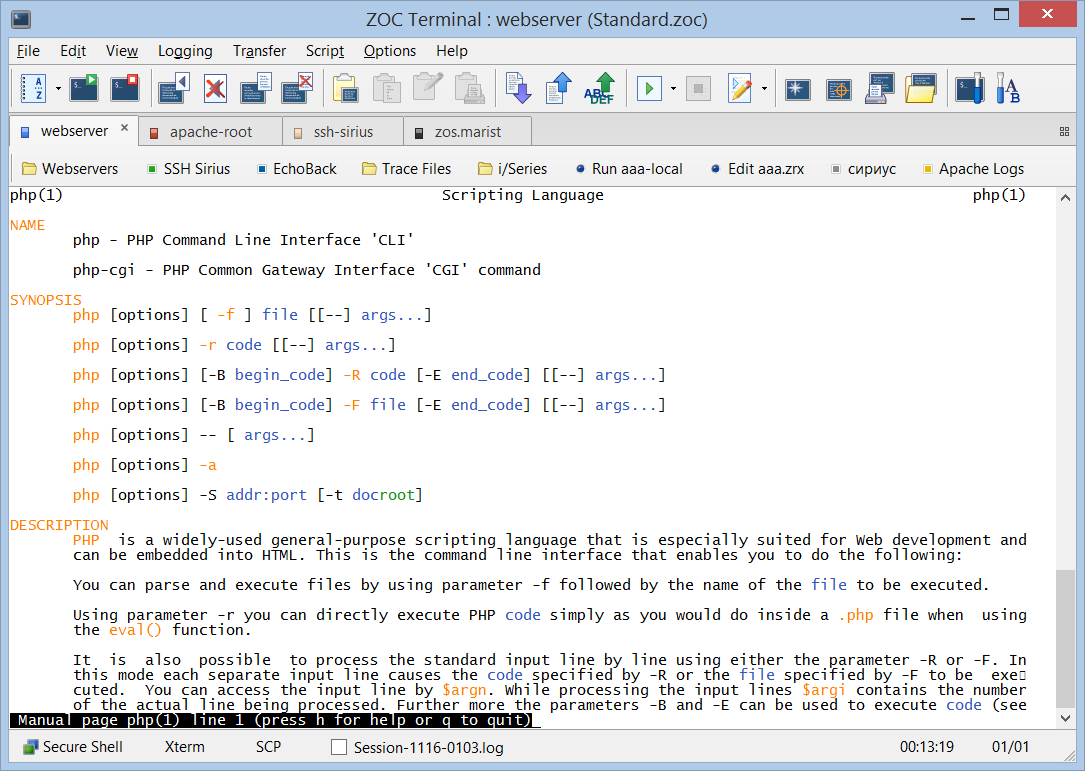 ZOC Terminal : webserver (Standard.zoc)
File Edit View Logging Transfer Script Options Help
A
Z
ABC
DEF
A
B
webserver apache-root ssh-sirius zos.marist
Webservers SSH Sirius EchoBack Trace Files i/Series Run aaa-local Edit aaa.zrx сириус Apache Logs
php(1) Scripting Language php(1)
NAME
php - PHP Command Line Interface 'CLI'
php-cgi - PHP Common Gateway Interface 'CGI' command
SYNOPSIS
php [options] [ -f ] file [[--] args...]
php [options] -r code [[--] args...]
php [options] [-B begin_code] -R code [-E end_code] [[--] args...]
php [options] [-B begin_code] -F file [-E end_code] [[--] args...]
php [options] -- [ args...]
php [options] -a
php [options] -S addr:port [-t docroot]
DESCRIPTION
PHP is a widely-used general-purpose scripting language that is especially suited for Web development and
can be embedded into HTML. This is the command line interface that enables you to do the following:
You can parse and execute files by using parameter -f followed by the name of the file to be executed.
Using parameter -r you can directly execute PHP code simply as you would do inside a .php file when using
the eval() function.
It is also possible to process the standard input line by line using either the parameter -R or -F. In
this mode each separate input line causes the code specified by -R or the file specified by -F to be exe▯
cuted. You can access the input line by $argn. While processing the input lines $argi contains the number
of the actual line being processed. Further more the parameters -B and -E can be used to execute code (see
Manual page php(1) line 1 (press h for help or q to quit)
Secure Shell Xterm SCP Session-1116-0103.log 00:13:19 01/01